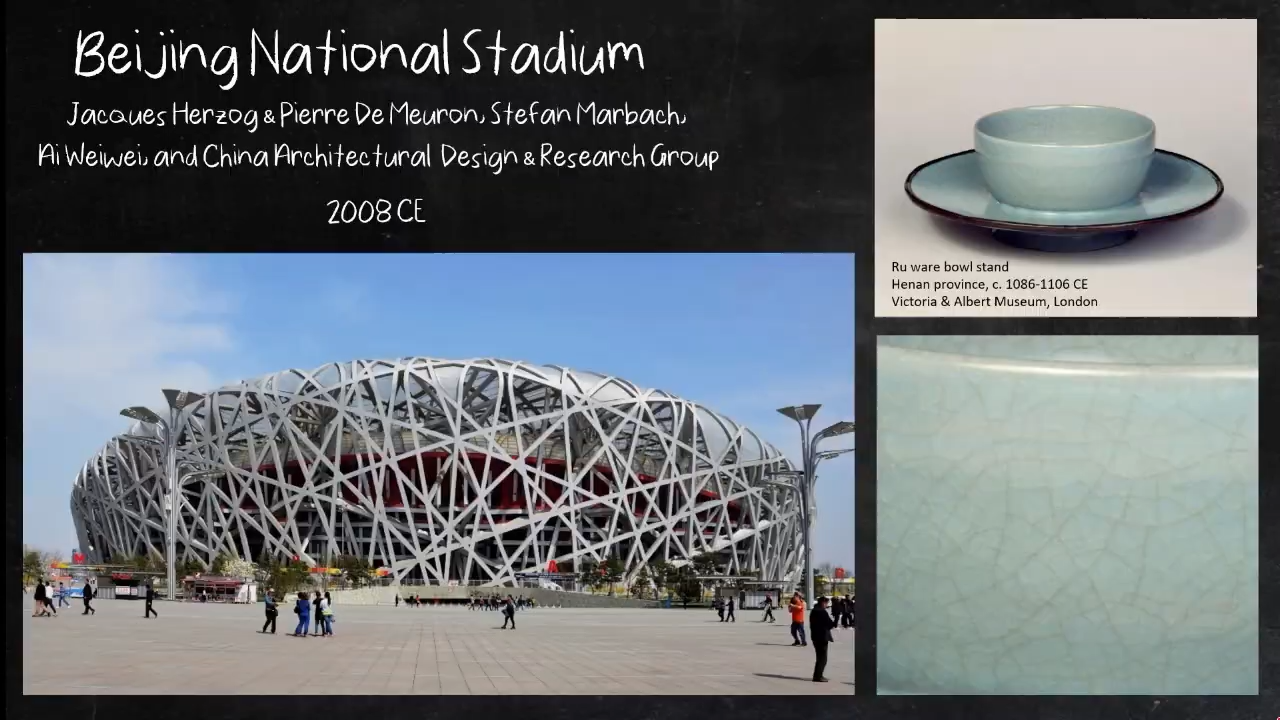 Beijing National Stadium
Jacques Herzog & Pierre De Meuron, Stefan Marbach,
Ai Weiwei, and China Architectural Design & Research Group
2008 CE
Ru ware bowl stand
Henan province, c. 1086-1106 CE
Victoria & Albert Museum, London